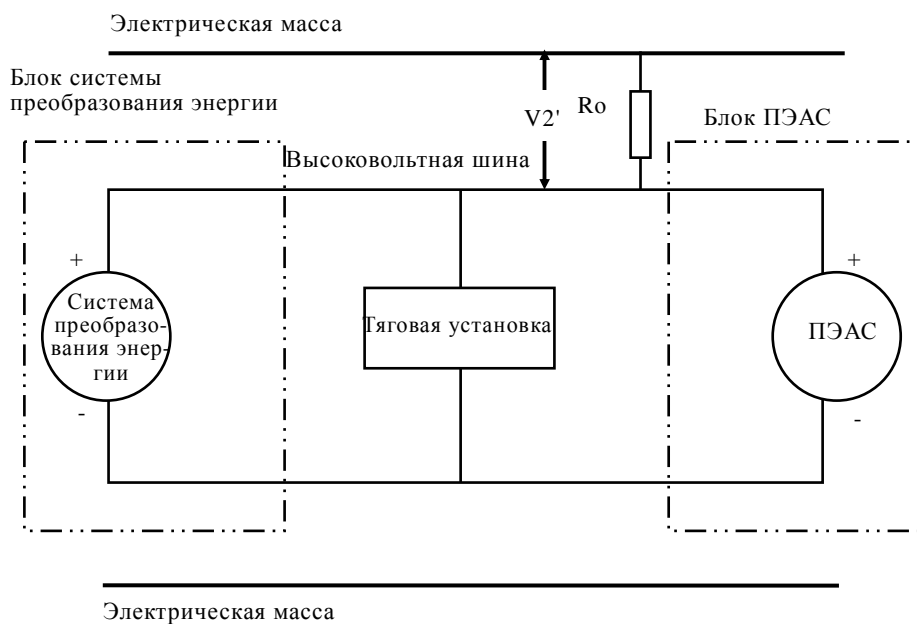 Электрическая масса
Блок системы
преобразования энергии
V2'
Ro
Блок ПЭАС
Высоковольтная шина
+
+
Система
преобразо-
вания энер-
гии
Тяговая установка
ПЭАС
-
-
Электрическая масса